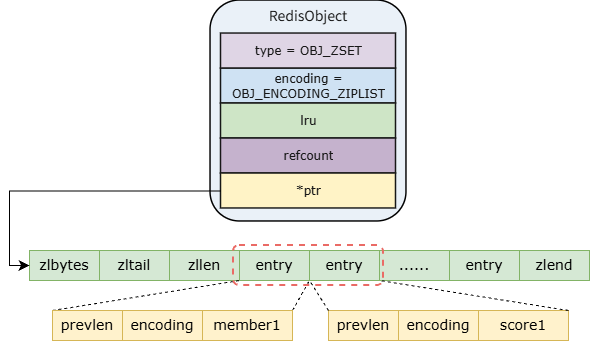 RedisObject
type = OBJ_ZSET
encoding =
OBJ_ENCODING_ZIPLIST
lru
refcount
*ptr
zlbytes zltail zllen entry entry ...... entry zlend
prevlen encoding member1 prevlen encoding score1